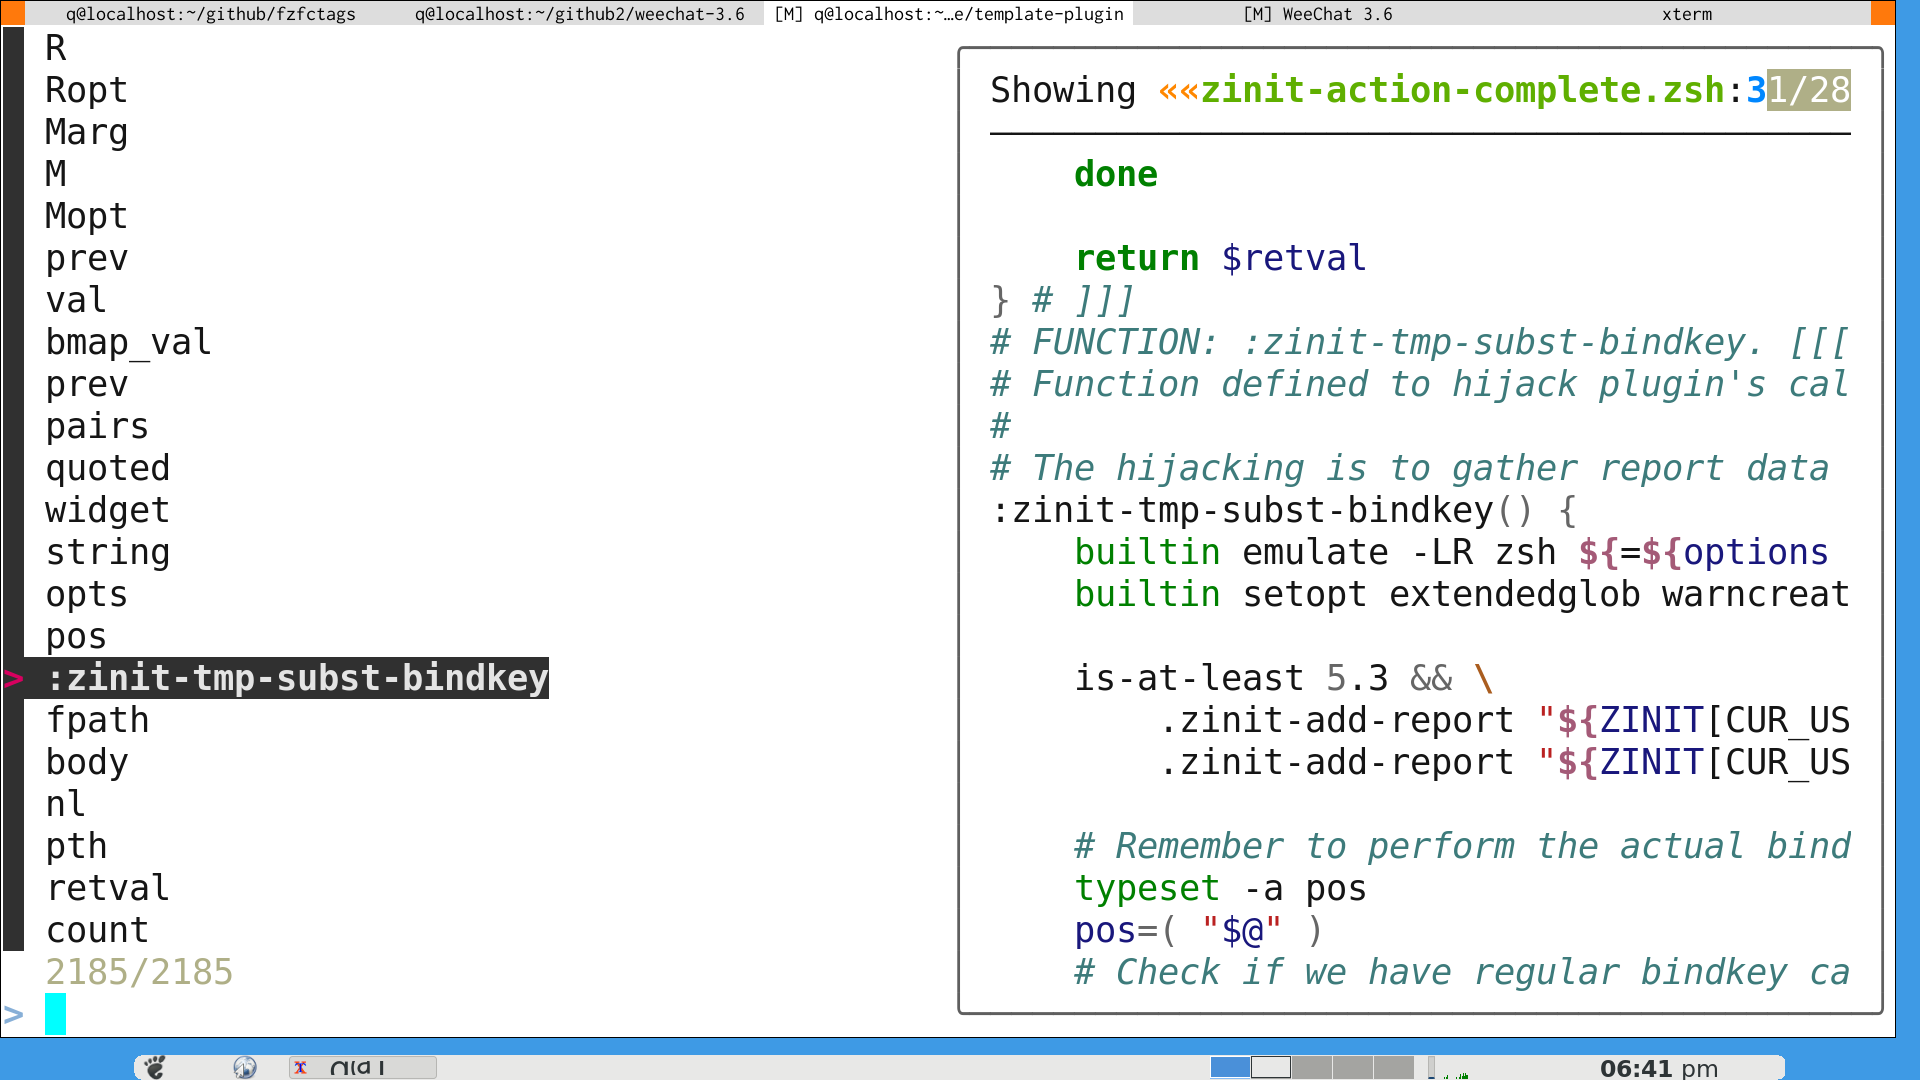 q@localhost:~/github/fzfctags
q@localhost:~/github2/weechat-3.6
[M] q@localhost:~…e/template-plugin
[M] WeeChat 3.6
xterm
R
Ropt
Marg
M
Mopt
prev
val
bmap_val
prev
pairs
quoted
widget
string
opts
pos
> :zinit-tmp-subst-bindkey
fpath
body
nl
pth
retval
count
2185/2185
>
Showing ««zinit-action-complete.zsh:31/28
done
return $retval
} # ]]]
# FUNCTION: :zinit-tmp-subst-bindkey. [[[
# Function defined to hijack plugin's cal
#
# The hijacking is to gather report data
:zinit-tmp-subst-bindkey() {
builtin emulate -LR zsh ${=${options
builtin setopt extendedglob warncreat
is-at-least 5.3 && \
.zinit-add-report "${ZINIT[CUR_US
.zinit-add-report "${ZINIT[CUR_US
# Remember to perform the actual bind
typeset -a pos
pos=( "$@" )
# Check if we have regular bindkey ca
06:41 pm